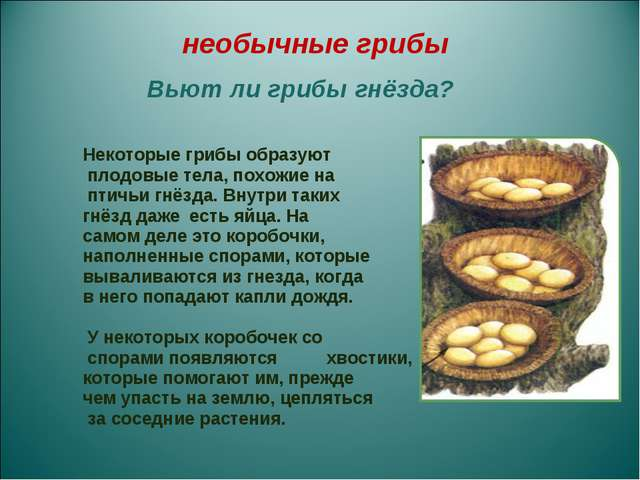 необычные грибы
Вьют ли грибы гнёзда?
Некоторые грибы образуют
плодовые тела, похожие на
птичьи гнёзда. Внутри таких
гнёзд даже есть яйца. На
самом деле это коробочки,
наполненные спорами, которые
вываливаются из гнезда, когда
в него попадают капли дождя.
У некоторых коробочек со
спорами появляются хвостики,
которые помогают им, прежде
чем упасть на землю, цепляться
за соседние растения.